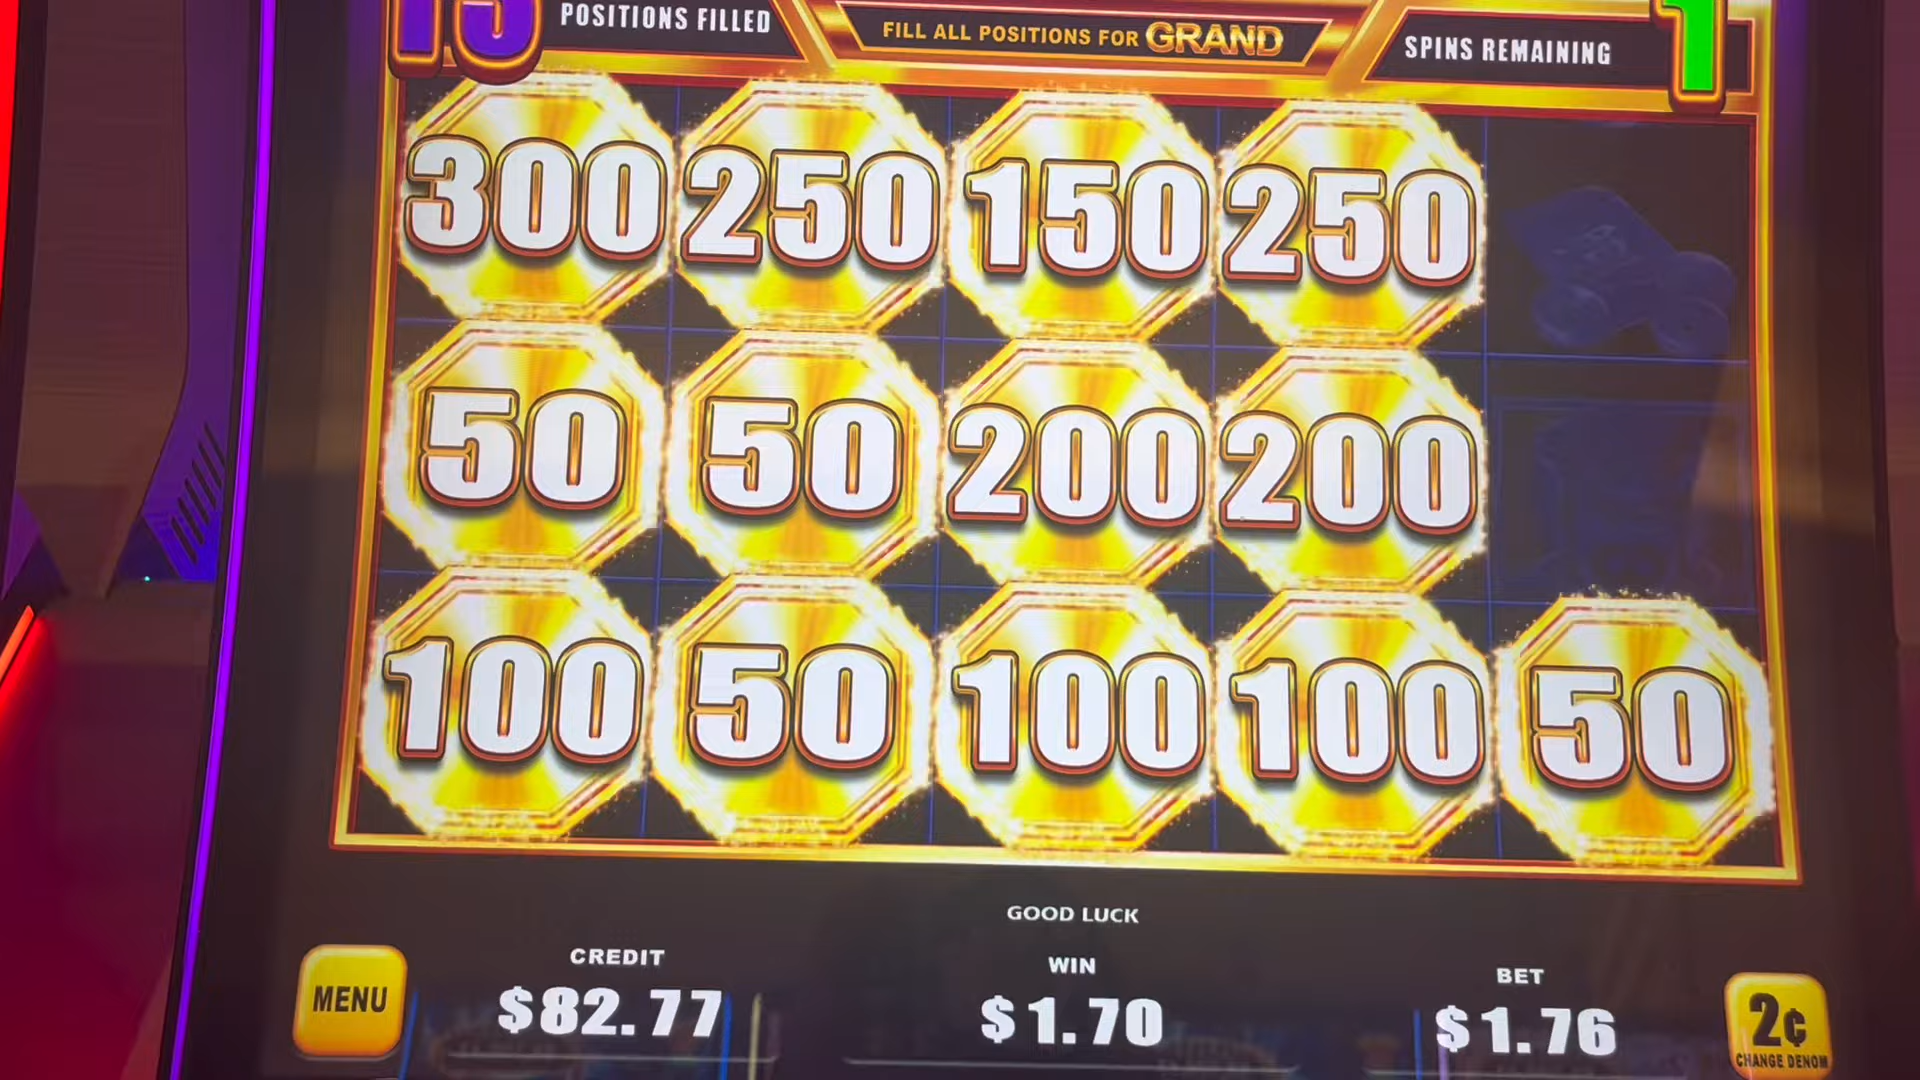 13 POSITIONS FILLED
FILL ALL POSITIONS FOR GRAND
SPINS REMAINING 1
300 250 150 250
50 50 200 200
100 50 100 100 50
GOOD LUCK
MENU
CREDIT
$82.77
WIN
$1.70
BET
$1.76
2¢
CHANGE DENOM